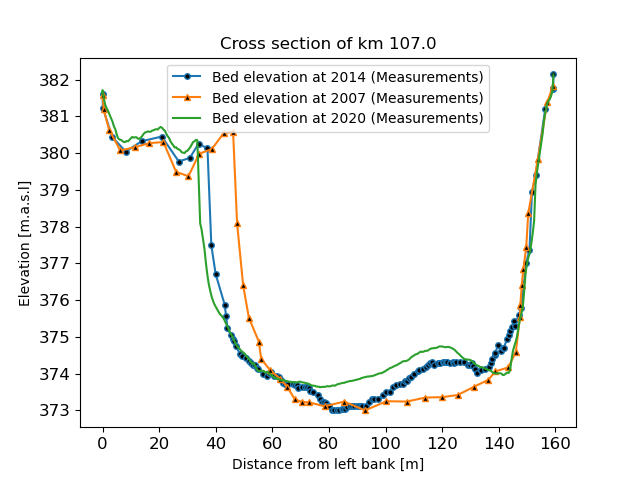 Cross section of km 107.0
Bed elevation at 2014 (Measurements)
Bed elevation at 2007 (Measurements)
Bed elevation at 2020 (Measurements)
382
381
380
379
378
377
376
375
374
373
Elevation [m.a.s.l]
0 20 40 60 80 100 120 140 160
Distance from left bank [m]